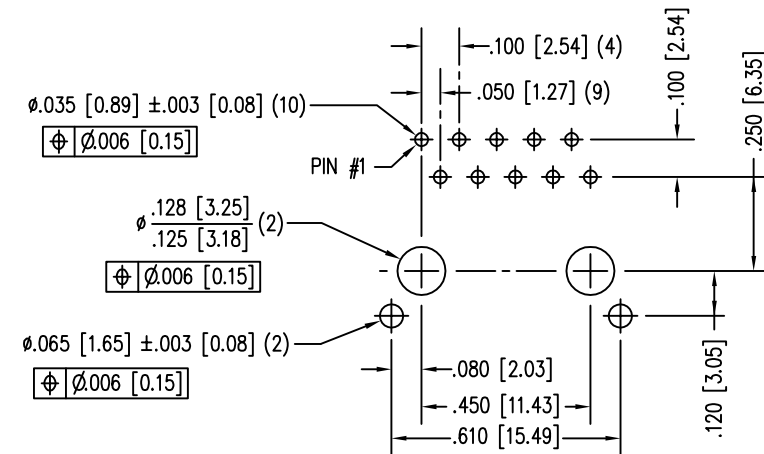 .100 [2.54] (4)
.050 [1.27] (9)
.100 [2.54]
.250 [6.35]
ø.035 [0.89] ±.003 [0.08] (10)
⌖ Ø.006 [0.15]
PIN #1
ø .128 [3.25] (2)
.125 [3.18]
⌖ Ø.006 [0.15]
ø.065 [1.65] ±.003 [0.08] (2)
⌖ Ø.006 [0.15]
.080 [2.03]
.450 [11.43]
.610 [15.49]
.120 [3.05]